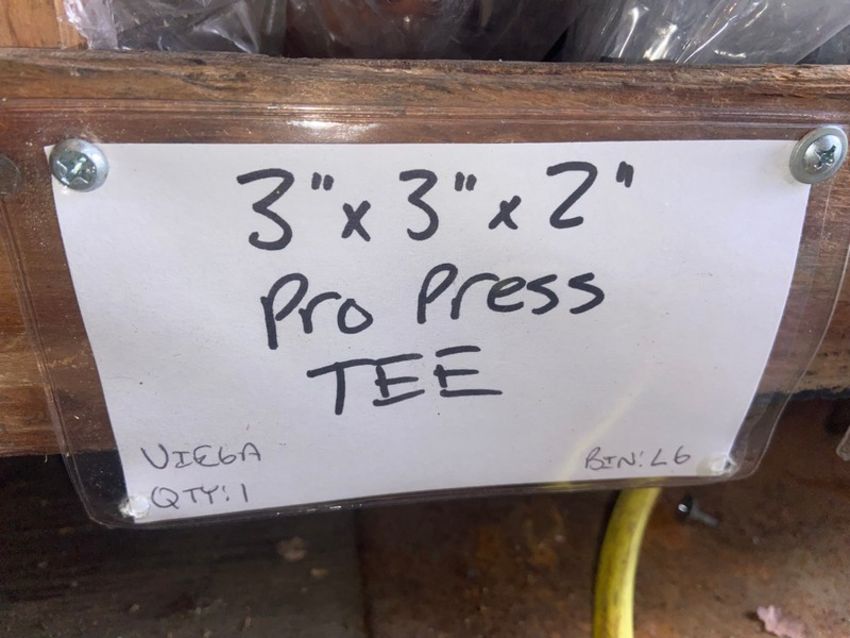 3" x 3" x 2"
Pro Press
TEE
VIEGA
QTY: 1
BIN: L6